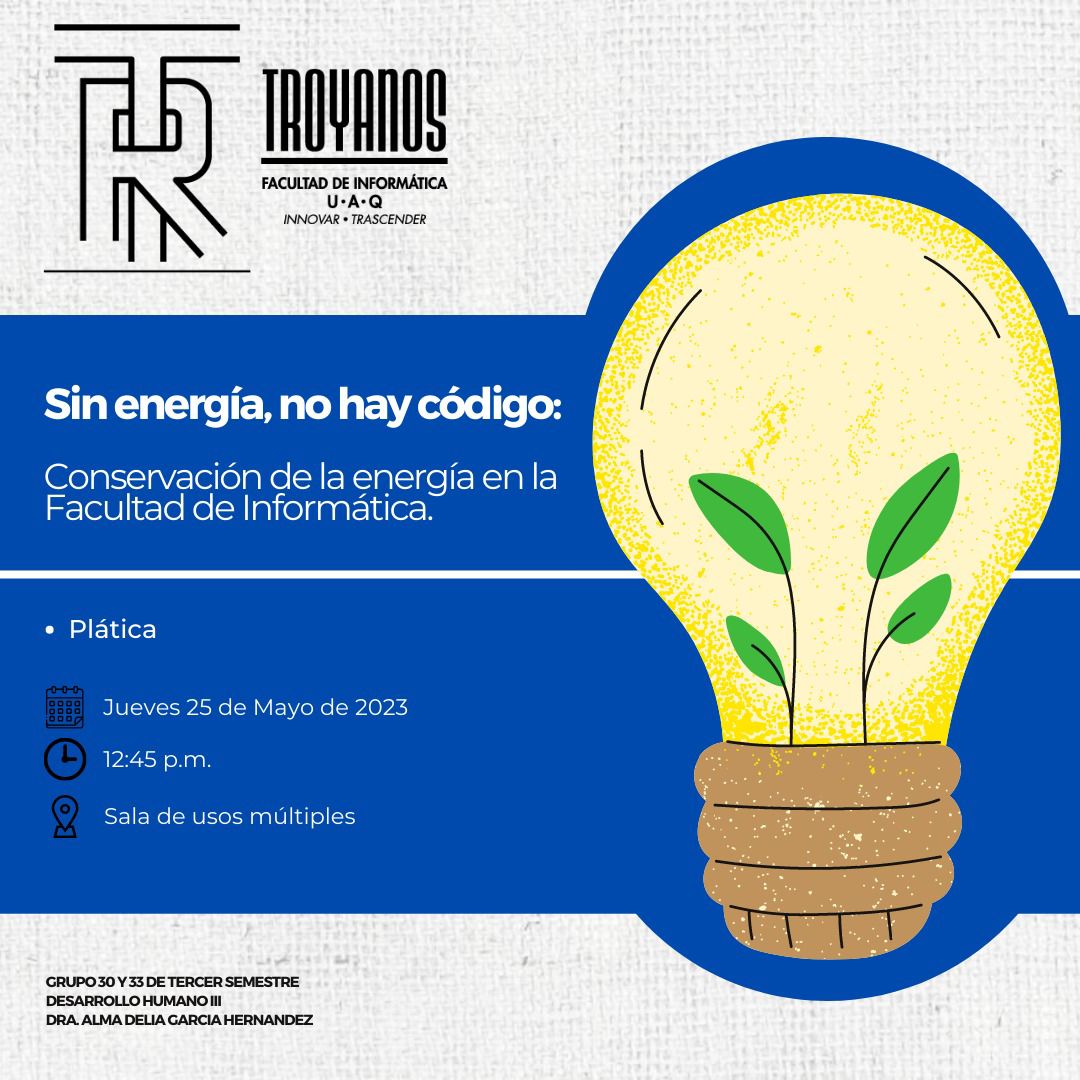 TROYANOS
FACULTAD DE INFORMÁTICA
U•A•Q
INNOVAR • TRASCENDER
Sin energía, no hay código:
Conservación de la energía en la
Facultad de Informática.
• Plática
Jueves 25 de Mayo de 2023
12:45 p.m.
Sala de usos múltiples
GRUPO 30 Y 33 DE TERCER SEMESTRE
DESARROLLO HUMANO III
DRA. ALMA DELIA GARCIA HERNANDEZ